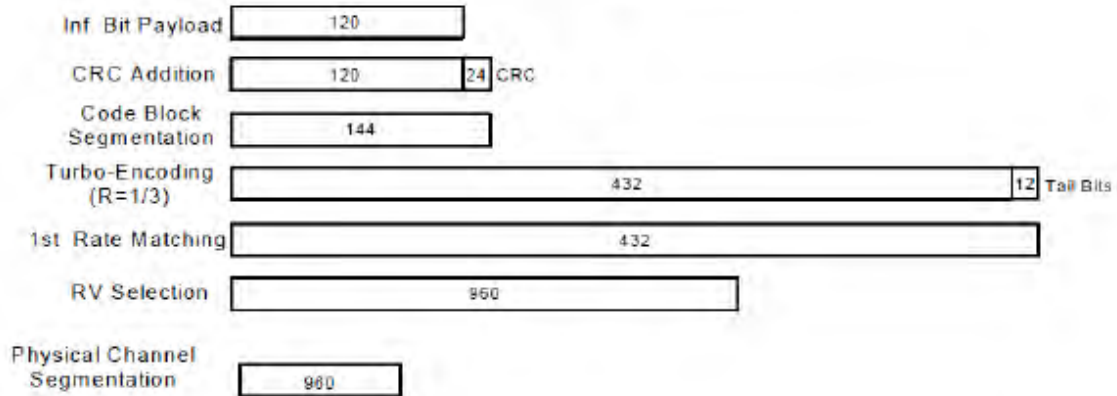 Inf. Bit Payload 120
CRC Addition 120 24 CRC
Code Block
Segmentation 144
Turbo-Encoding
(R=1/3) 432 12 Tail Bits
1st Rate Matching 432
RV Selection 960
Physical Channel
Segmentation 960